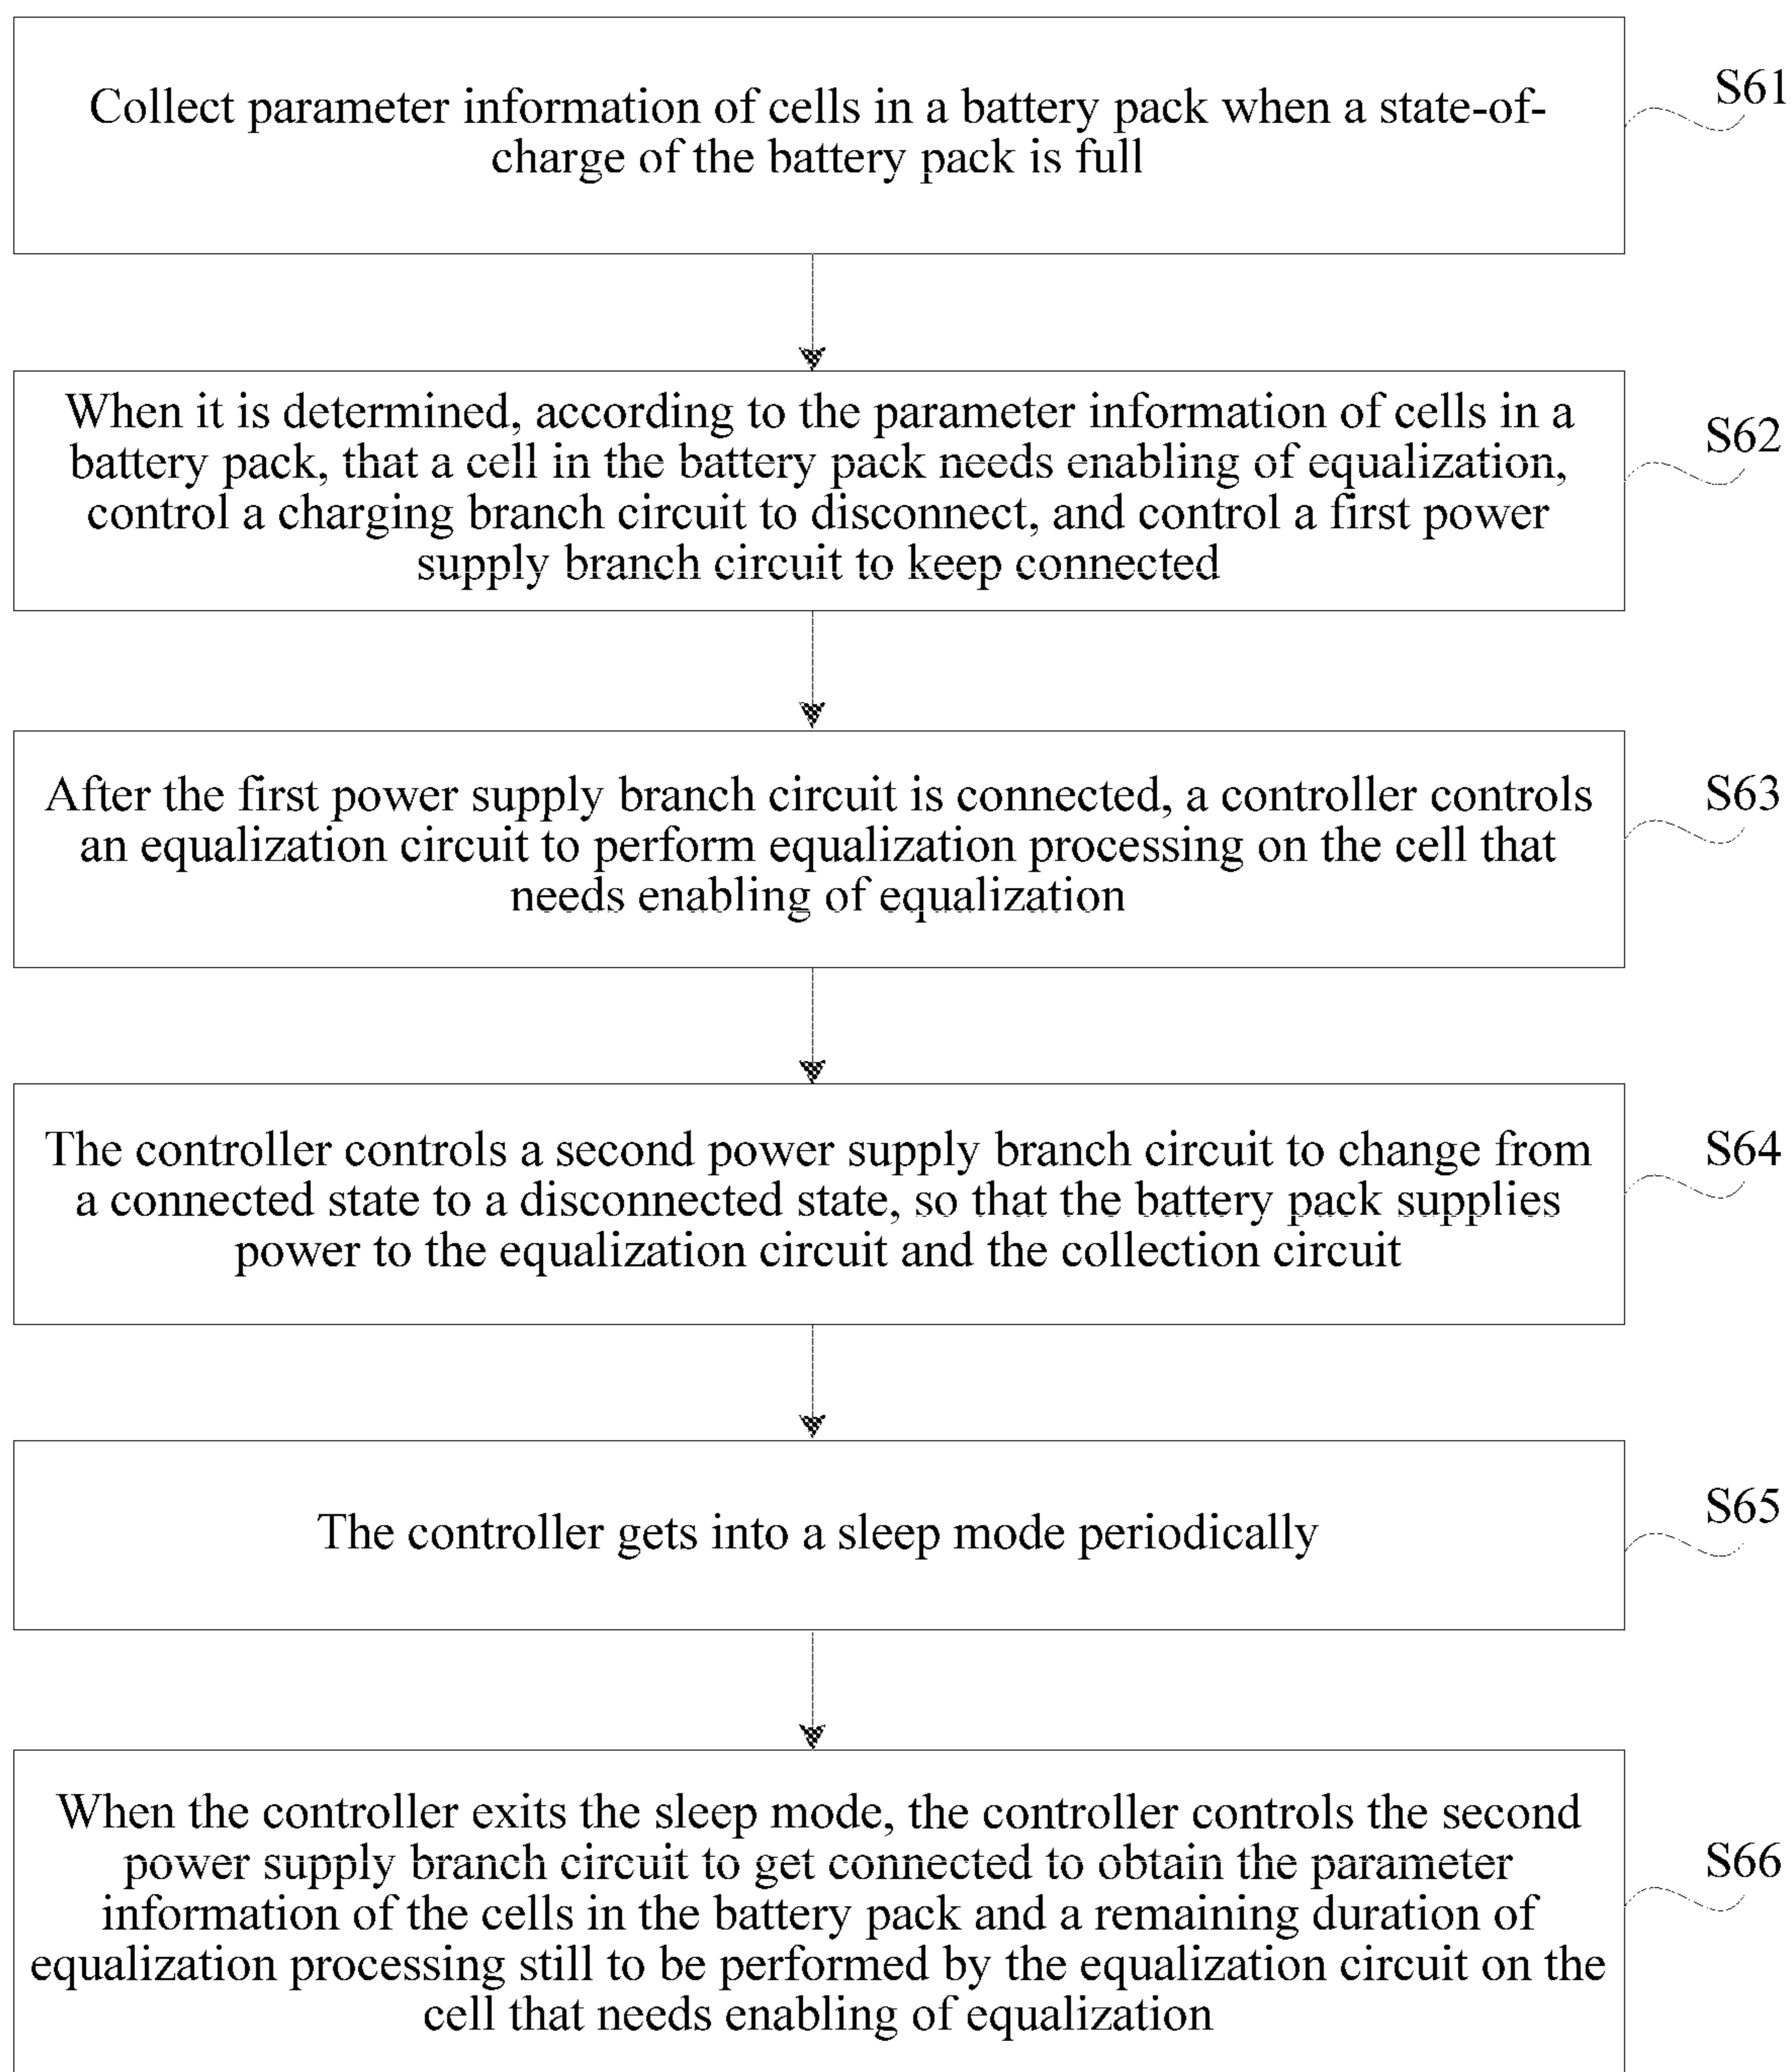 Collect parameter information of cells in a battery pack when a state-of-
charge of the battery pack is full
S61
When it is determined, according to the parameter information of cells in a
battery pack, that a cell in the battery pack needs enabling of equalization,
control a charging branch circuit to disconnect, and control a first power
supply branch circuit to keep connected
S62
After the first power supply branch circuit is connected, a controller controls
an equalization circuit to perform equalization processing on the cell that
needs enabling of equalization
S63
The controller controls a second power supply branch circuit to change from
a connected state to a disconnected state, so that the battery pack supplies
power to the equalization circuit and the collection circuit
S64
The controller gets into a sleep mode periodically
S65
When the controller exits the sleep mode, the controller controls the second
power supply branch circuit to get connected to obtain the parameter
information of the cells in the battery pack and a remaining duration of
equalization processing still to be performed by the equalization circuit on the
cell that needs enabling of equalization
S66